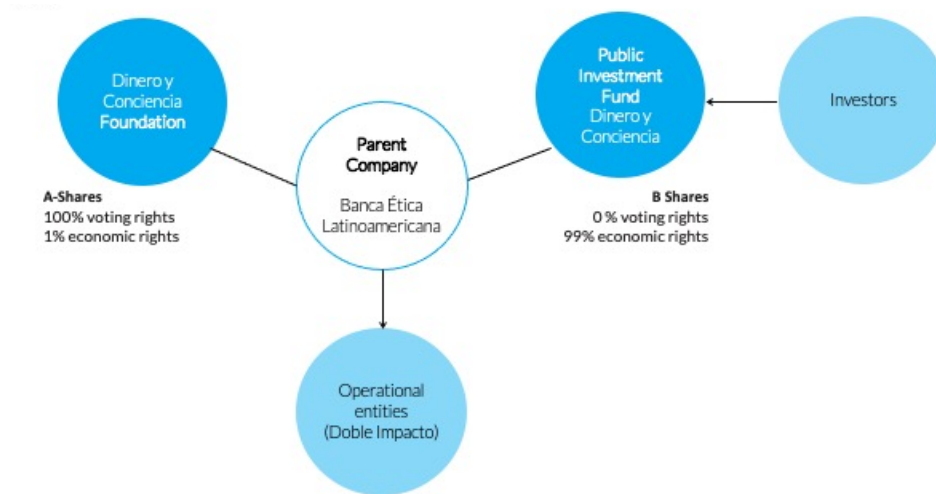 Dinero y
Conciencia
Foundation
A-Shares
100% voting rights
1% economic rights
Parent
Company
Banca Ética
Latinoamericana
Public
Investment
Fund
Dinero y
Conciencia
B Shares
0 % voting rights
99% economic rights
Investors
Operational
entities
(Doble Impacto)